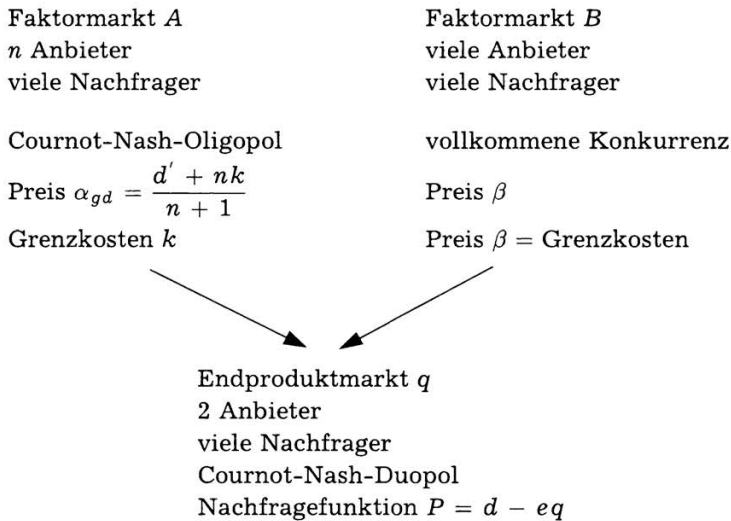 Faktormarkt A
n Anbieter
viele Nachfrager
Cournot-Nash-Oligopol
Preis α_gd = (d′ + nk) / (n + 1)
Grenzkosten k
Faktormarkt B
viele Anbieter
viele Nachfrager
vollkommene Konkurrenz
Preis β
Preis β = Grenzkosten
Endproduktmarkt q
2 Anbieter
viele Nachfrager
Cournot-Nash-Duopol
Nachfragefunktion P = d − eq